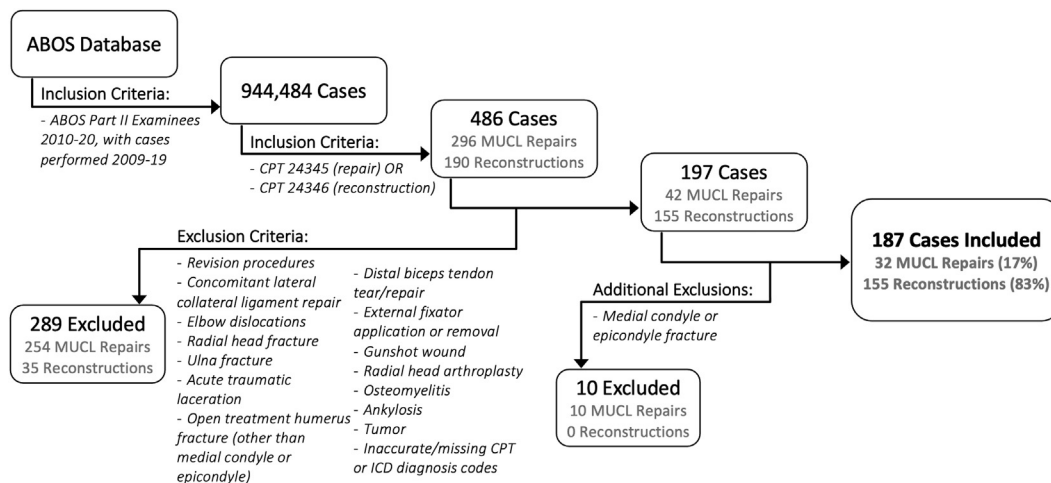 ABOS Database
Inclusion Criteria:
- ABOS Part II Examinees
2010-20, with cases
performed 2009-19
944,484 Cases
Inclusion Criteria:
- CPT 24345 (repair) OR
- CPT 24346 (reconstruction)
486 Cases
296 MUCL Repairs
190 Reconstructions
Exclusion Criteria:
- Revision procedures
- Concomitant lateral
collateral ligament repair
- Elbow dislocations
- Radial head fracture
- Ulna fracture
- Acute traumatic
laceration
- Open treatment humerus
fracture (other than
medial condyle or
epicondyle)
- Distal biceps tendon
tear/repair
- External fixator
application or removal
- Gunshot wound
- Radial head arthroplasty
- Osteomyelitis
- Ankylosis
- Tumor
- Inaccurate/missing CPT
or ICD diagnosis codes
289 Excluded
254 MUCL Repairs
35 Reconstructions
197 Cases
42 MUCL Repairs
155 Reconstructions
Additional Exclusions:
- Medial condyle or
epicondyle fracture
10 Excluded
10 MUCL Repairs
0 Reconstructions
187 Cases Included
32 MUCL Repairs (17%)
155 Reconstructions (83%)